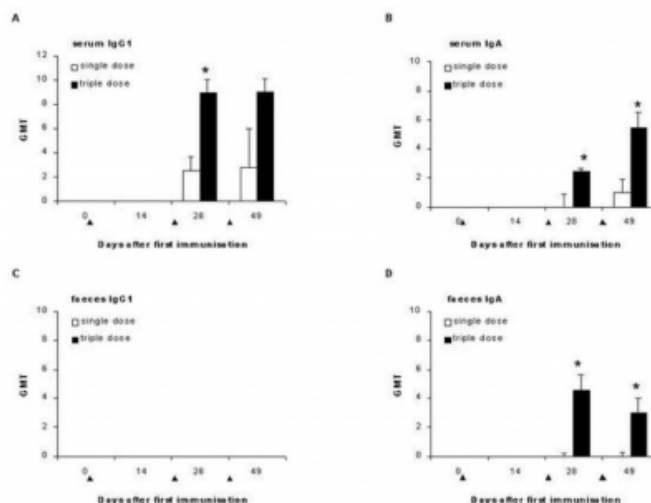 A
serum IgG1
single dose
triple dose
12
10
8
6
4
2
0
GMT
*
0 14 28 49
Days after first immunisation
B
serum IgA
single dose
triple dose
10
8
6
4
2
0
GMT
* *
0 14 28 49
Days after first immunisation
C
faeces IgG1
single dose
triple dose
10
8
6
4
2
0
GMT
0 14 28 49
Days after first immunisation
D
faeces IgA
single dose
triple dose
10
8
6
4
2
0
GMT
* *
0 14 28 49
Days after first immunisation